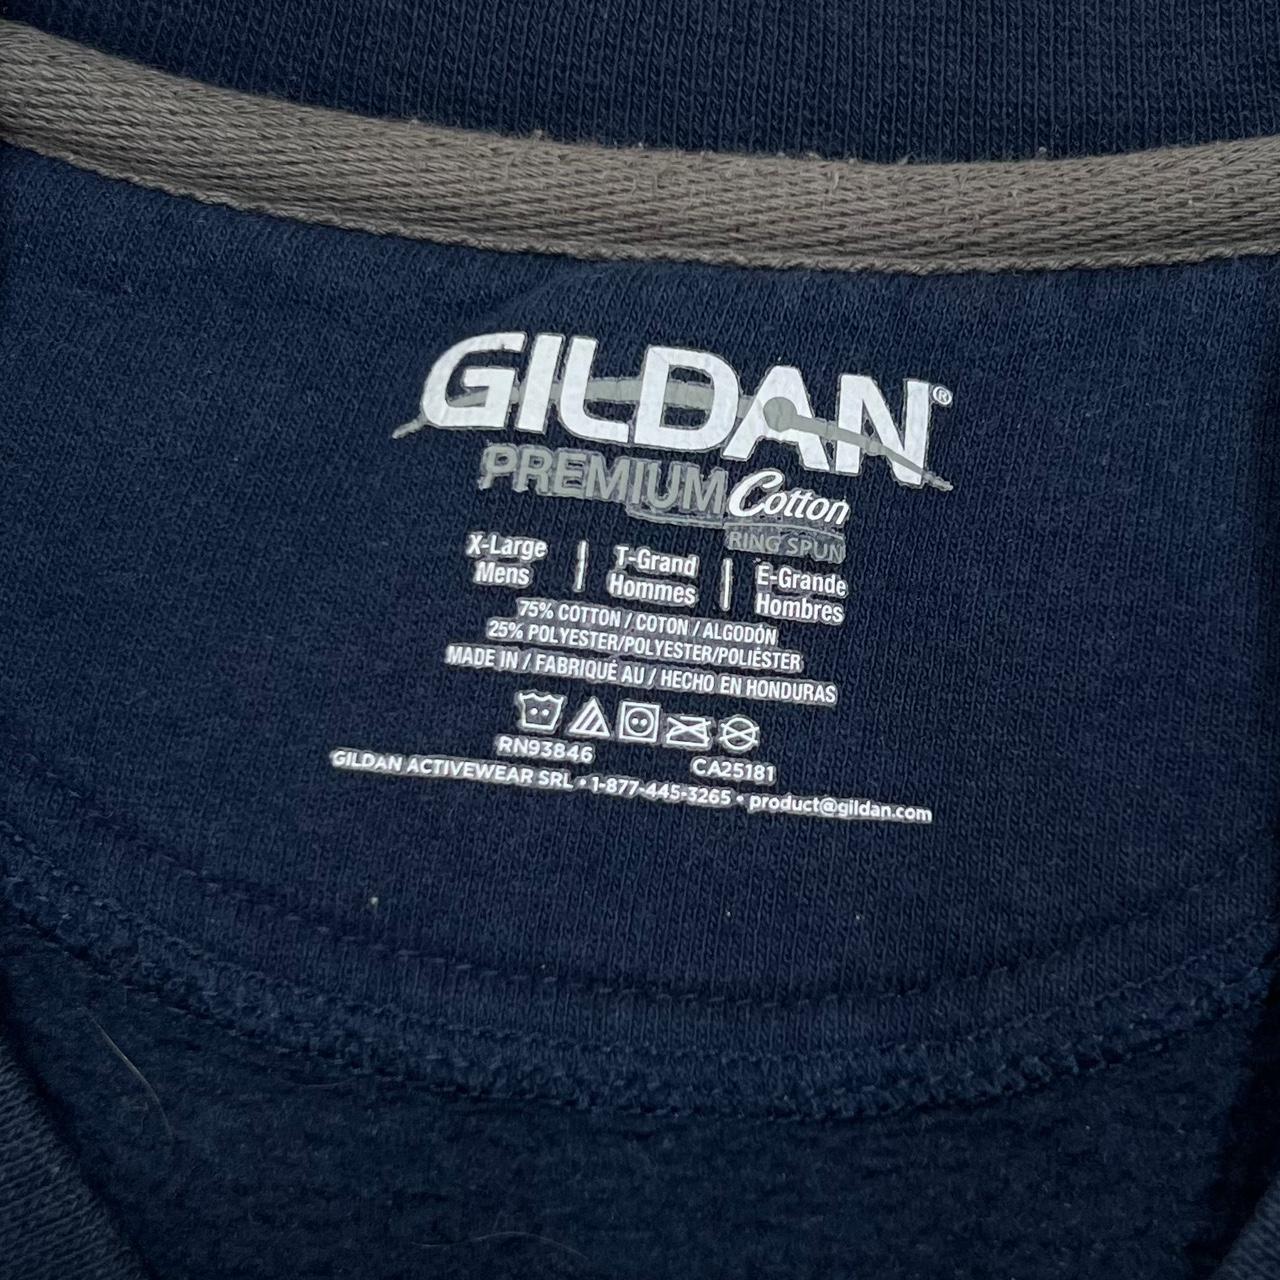 GILDAN®
PREMIUM Cotton
RING SPUN
X-Large | T-Grand | E-Grande
Mens | Hommes | Hombres
75% COTTON / COTON / ALGODÓN
25% POLYESTER/POLYESTER/POLIÉSTER
MADE IN / FABRIQUÉ AU / HECHO EN HONDURAS
RN93846 CA25181
GILDAN ACTIVEWEAR SRL • 1-877-445-3265 • product@gildan.com